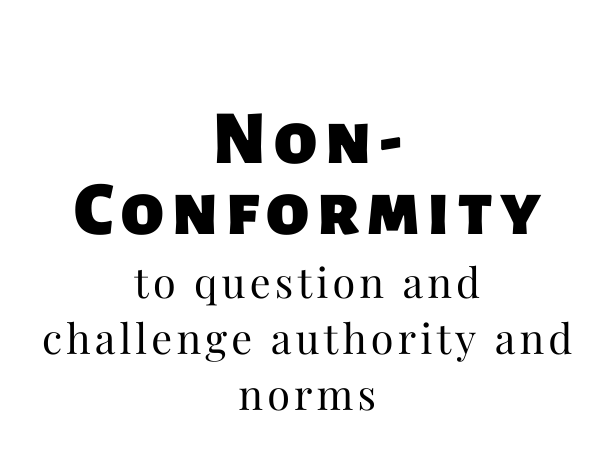 Non-
Conformity
to question and
challenge authority and
norms